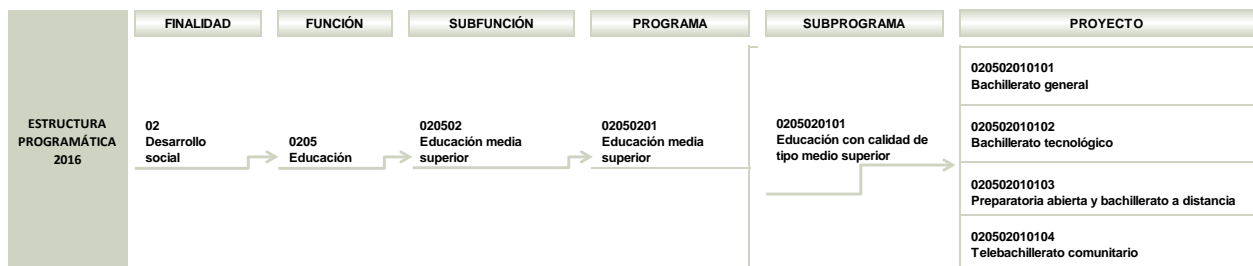 FINALIDAD
FUNCIÓN
SUBFUNCIÓN
PROGRAMA
SUBPROGRAMA
PROYECTO
ESTRUCTURA
PROGRAMÁTICA
2016
02
Desarrollo
social
0205
Educación
020502
Educación media
superior
02050201
Educación media
superior
0205020101
Educación con calidad de
tipo medio superior
020502010101
Bachillerato general
020502010102
Bachillerato tecnológico
020502010103
Preparatoria abierta y bachillerato a distancia
020502010104
Telebachillerato comunitario